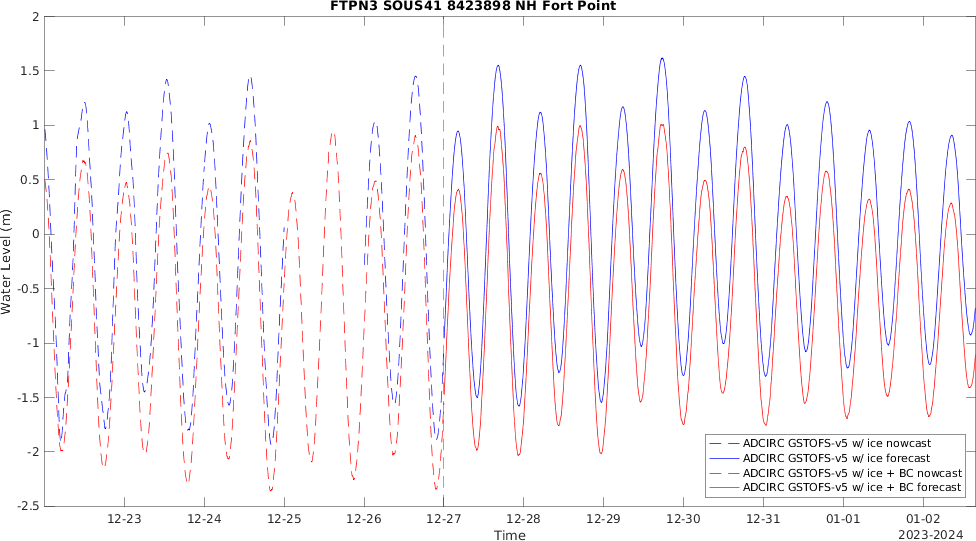 FTPN3 SOUS41 8423898 NH Fort Point
2
1.5
1
0.5
0
-0.5
-1
-1.5
-2
-2.5
Water Level (m)
ADCIRC GSTOFS-v5 w/ ice nowcast
ADCIRC GSTOFS-v5 w/ ice forecast
ADCIRC GSTOFS-v5 w/ ice + BC nowcast
ADCIRC GSTOFS-v5 w/ ice + BC forecast
12-23 12-24 12-25 12-26 12-27 12-28 12-29 12-30 12-31 01-01 01-02
Time
2023-2024